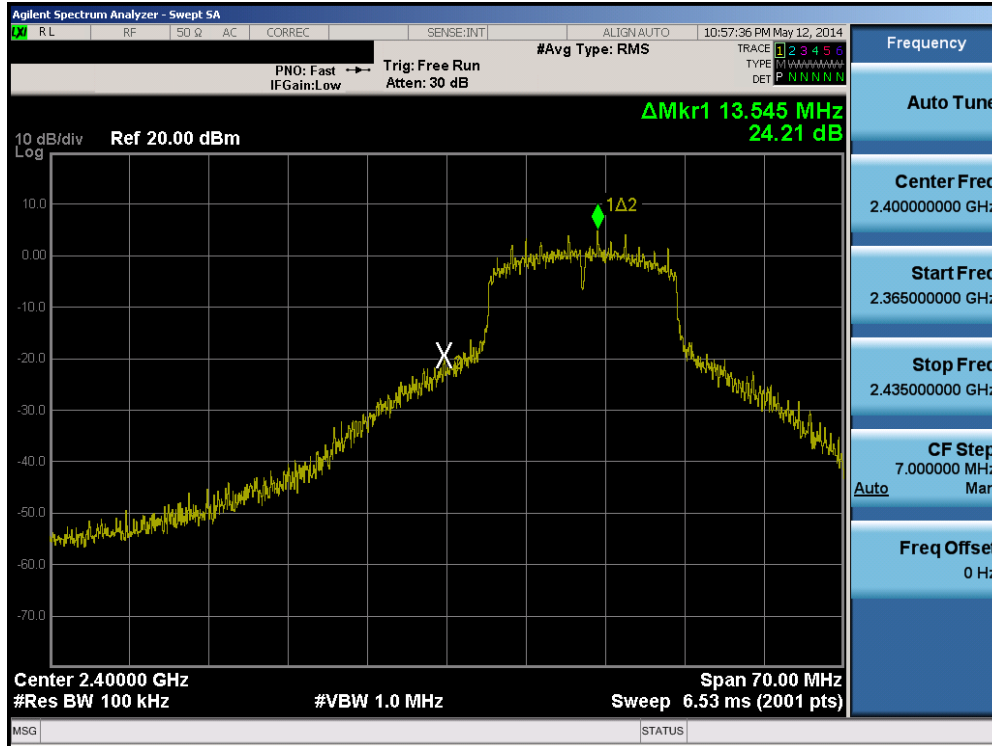 Agilent Spectrum Analyzer - Swept SA
LXI RL RF 50 Ω AC CORREC SENSE:INT ALIGN AUTO 10:57:36 PM May 12, 2014
#Avg Type: RMS
TRACE 1 2 3 4 5 6
TYPE M W W W W W
DET P N N N N N
PNO: Fast
IFGain:Low
Trig: Free Run
Atten: 30 dB
ΔMkr1 13.545 MHz
24.21 dB
10 dB/div Ref 20.00 dBm
Log
1Δ2
X
10.0
0.00
-10.0
-20.0
-30.0
-40.0
-50.0
-60.0
-70.0
Center 2.40000 GHz Span 70.00 MHz
#Res BW 100 kHz #VBW 1.0 MHz Sweep 6.53 ms (2001 pts)
MSG STATUS
Frequency
Auto Tune
Center Freq
2.400000000 GHz
Start Freq
2.365000000 GHz
Stop Freq
2.435000000 GHz
CF Step
7.000000 MHz
Auto Man
Freq Offset
0 Hz